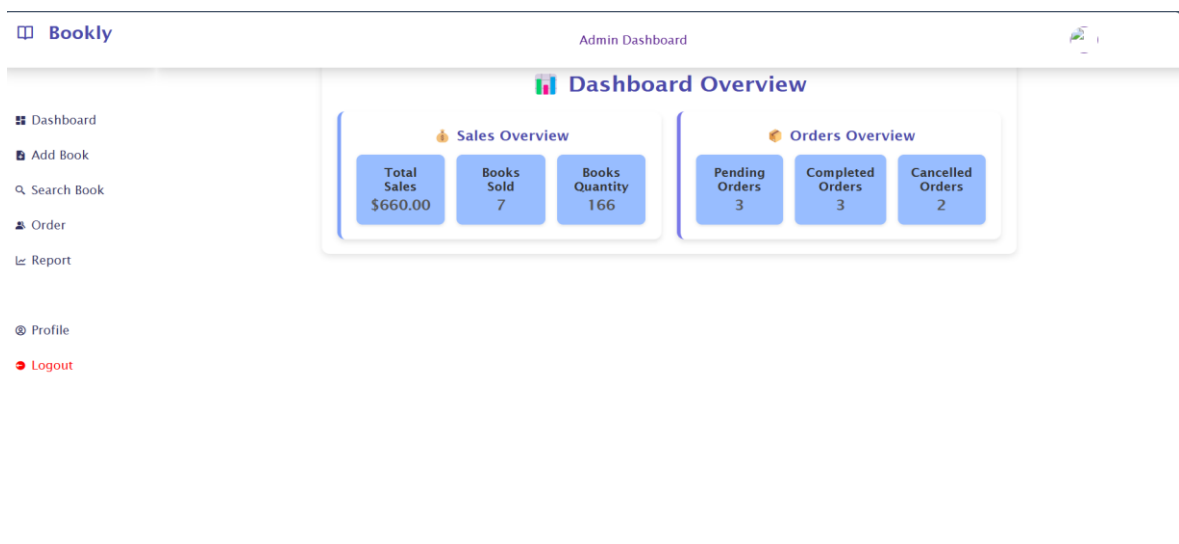 Bookly
Admin Dashboard
Dashboard Overview
Dashboard
Add Book
Search Book
Order
Report
Profile
Logout
Sales Overview
Total
Sales
$660.00
Books
Sold
7
Books
Quantity
166
Orders Overview
Pending
Orders
3
Completed
Orders
3
Cancelled
Orders
2